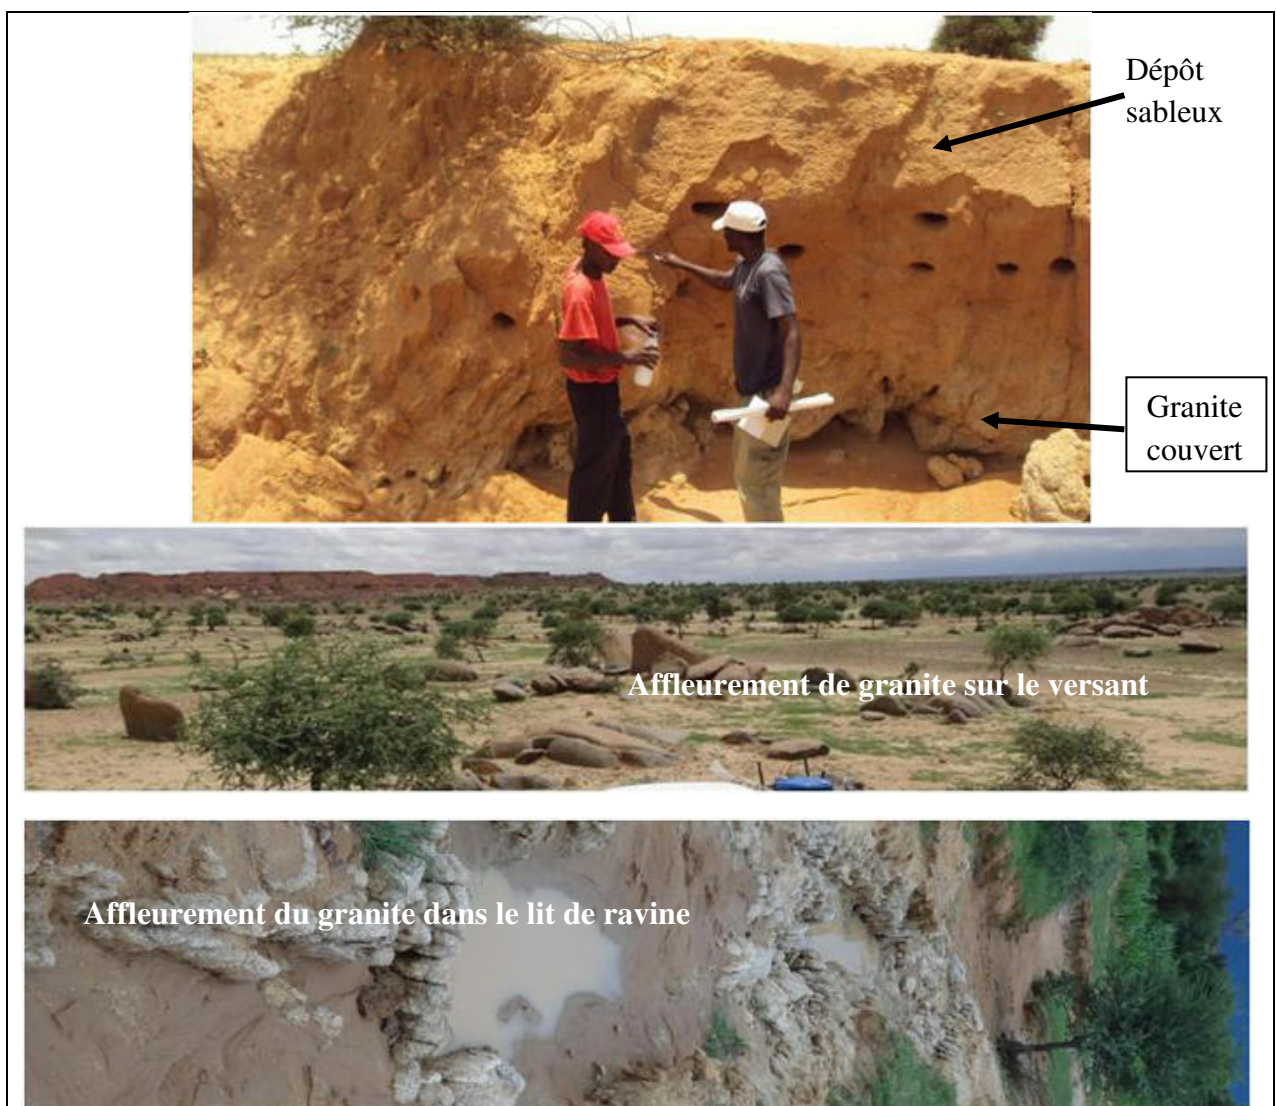 Dépôt
sableux
Granite
couvert
Affleurement de granite sur le versant
Affleurement du granite dans le lit de ravine